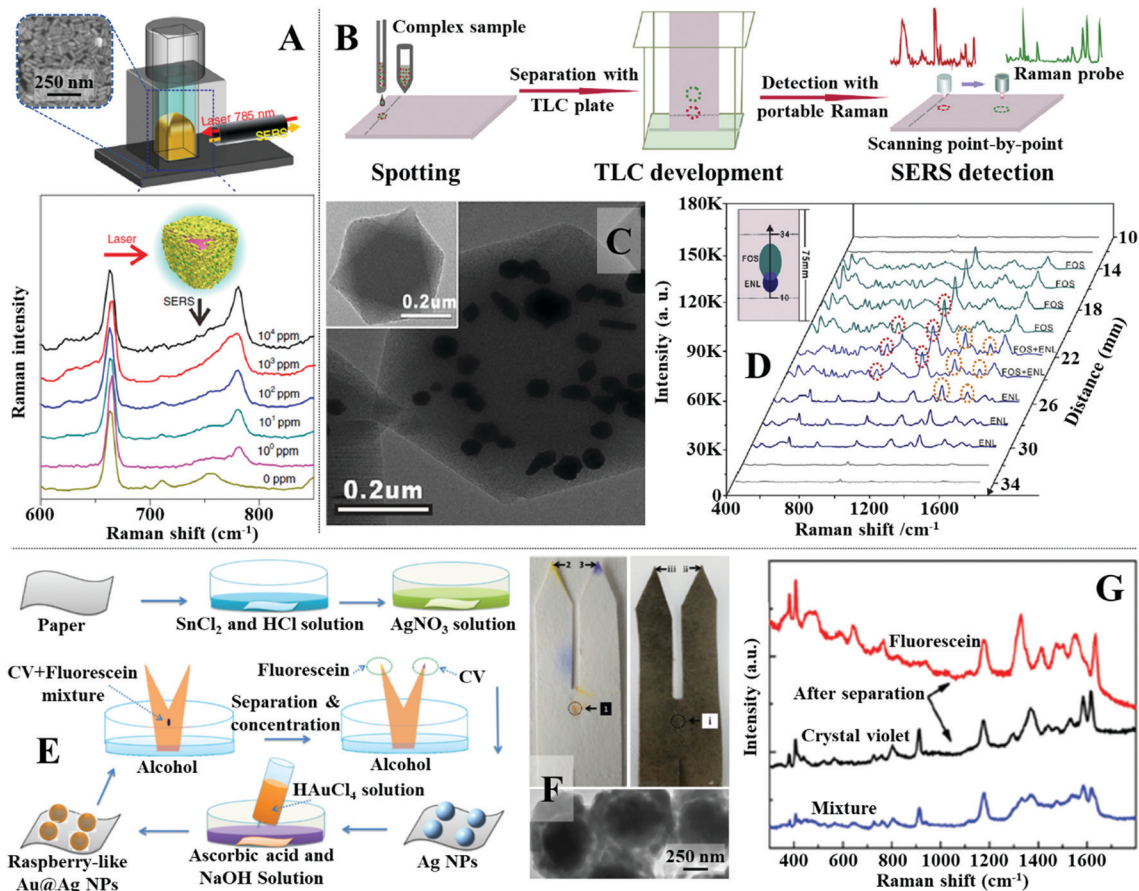 A
250 nm
Laser 785 nm
SERS
Laser
SERS
10⁴ ppm
10³ ppm
10² ppm
10¹ ppm
10⁰ ppm
0 ppm
Raman intensity
600 700 780
Raman shift (cm⁻¹)
B
Complex sample
Separation with
TLC plate
Detection with
portable Raman
Raman probe
Scanning point-by-point
Spotting
TLC development
SERS detection
C
0.2um
0.2um
D
180K
150K
120K
90K
60K
30K
0
Intensity (a. u.)
34
FOS
ENL
10
75mm
FOS
FOS
FOS
FOS
FOS+ENL
FOS+ENL
ENL
ENL
ENL
10
14
18
22
26
30
34
Distance (mm)
400 800 1200 1600
Raman shift /cm⁻¹
E
Paper
SnCl₂ and HCl solution
AgNO₃ solution
CV+Fluorescein
mixture
Alcohol
Separation &
concentration
Fluorescein
CV
Alcohol
HAuCl₄ solution
Raspberry-like
Au@Ag NPs
Ascorbic acid and
NaOH Solution
Ag NPs
F
2 3
1
iii ii
i
250 nm
G
Fluorescein
After separation
Crystal violet
Mixture
Intensity (a.u.)
400 600 800 1000 1200 1400 1600
Raman shift (cm⁻¹)